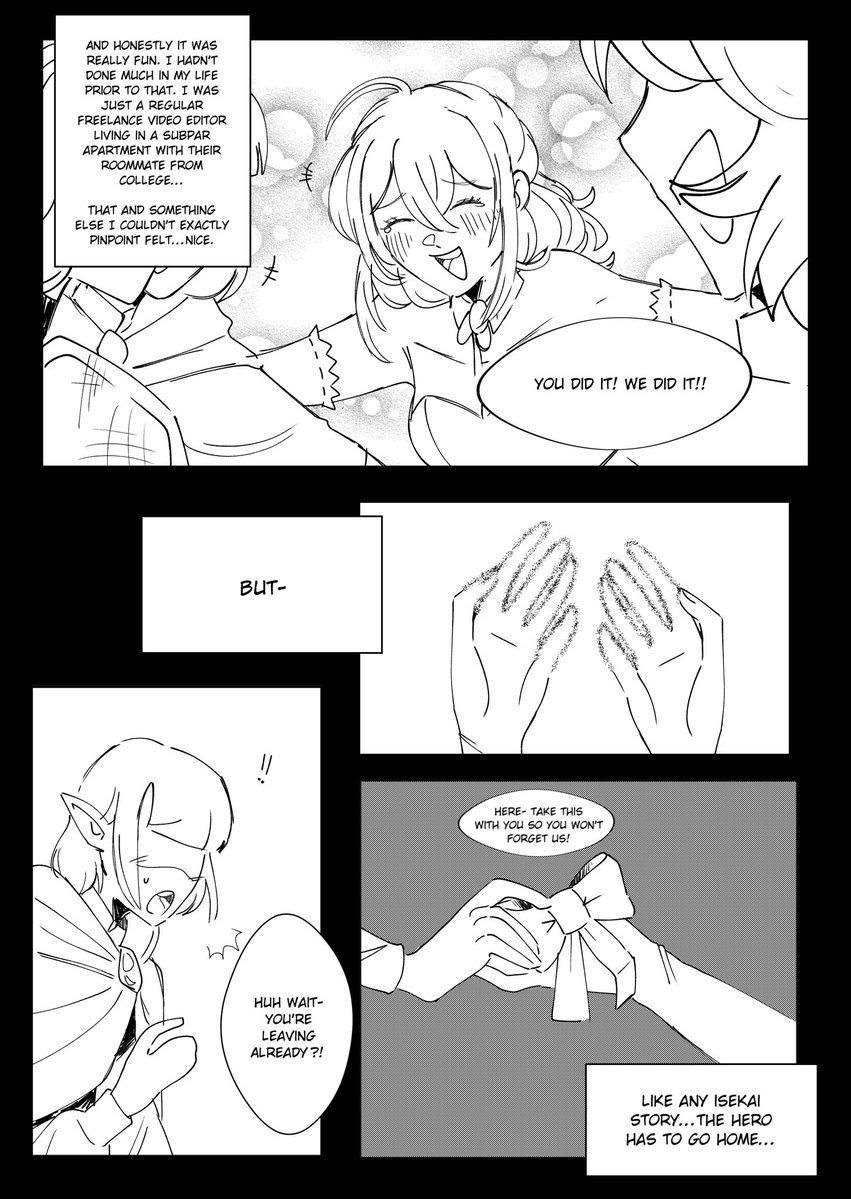 AND HONESTLY IT WAS
REALLY FUN. I HADN'T
DONE MUCH IN MY LIFE
PRIOR TO THAT. I WAS
JUST A REGULAR
FREELANCE VIDEO EDITOR
LIVING IN A SUBPAR
APARTMENT WITH THEIR
ROOMMATE FROM
COLLEGE...
THAT AND SOMETHING
ELSE I COULDN'T EXACTLY
PINPOINT FELT...NICE.
YOU DID IT! WE DID IT!!
BUT-
!!
HUH WAIT-
YOU'RE
LEAVING
ALREADY?!
HERE- TAKE THIS
WITH YOU SO YOU WON'T
FORGET US!
LIKE ANY ISEKAI
STORY...THE HERO
HAS TO GO HOME...